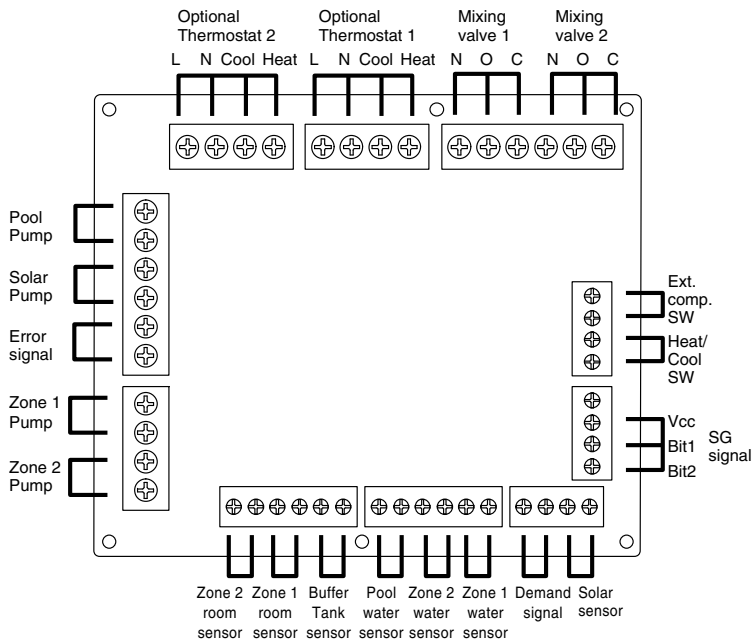 Optional
Thermostat 2
Optional
Thermostat 1
Mixing
valve 1
Mixing
valve 2
L N Cool Heat
L N Cool Heat
N O C
N O C
Pool
Pump
Solar
Pump
Error
signal
Zone 1
Pump
Zone 2
Pump
Ext.
comp.
SW
Heat/
Cool
SW
Vcc
Bit1
Bit2
SG
signal
Zone 2
room
sensor
Zone 1
room
sensor
Buffer
Tank
sensor
Pool
water
sensor
Zone 2
water
sensor
Zone 1
water
sensor
Demand
signal
Solar
sensor